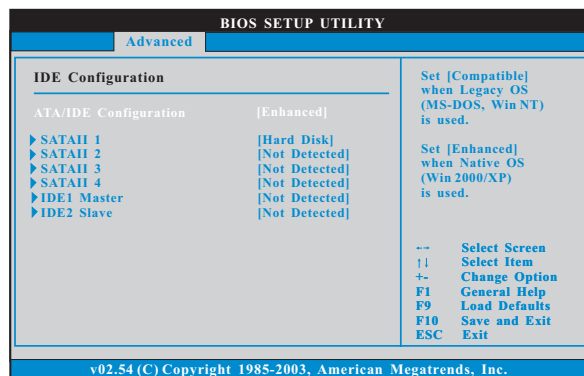 BIOS SETUP UTILITY
Advanced
IDE Configuration
ATA/IDE Configuration [Enhanced]
SATAII 1 [Hard Disk]
SATAII 2 [Not Detected]
SATAII 3 [Not Detected]
SATAII 4 [Not Detected]
IDE1 Master [Not Detected]
IDE2 Slave [Not Detected]
Set [Compatible]
when Legacy OS
(MS-DOS, Win NT)
is used.
Set [Enhanced]
when Native OS
(Win 2000/XP)
is used.
←→ Select Screen
↑↓ Select Item
+- Change Option
F1 General Help
F9 Load Defaults
F10 Save and Exit
ESC Exit
v02.54 (C) Copyright 1985-2003, American Megatrends, Inc.